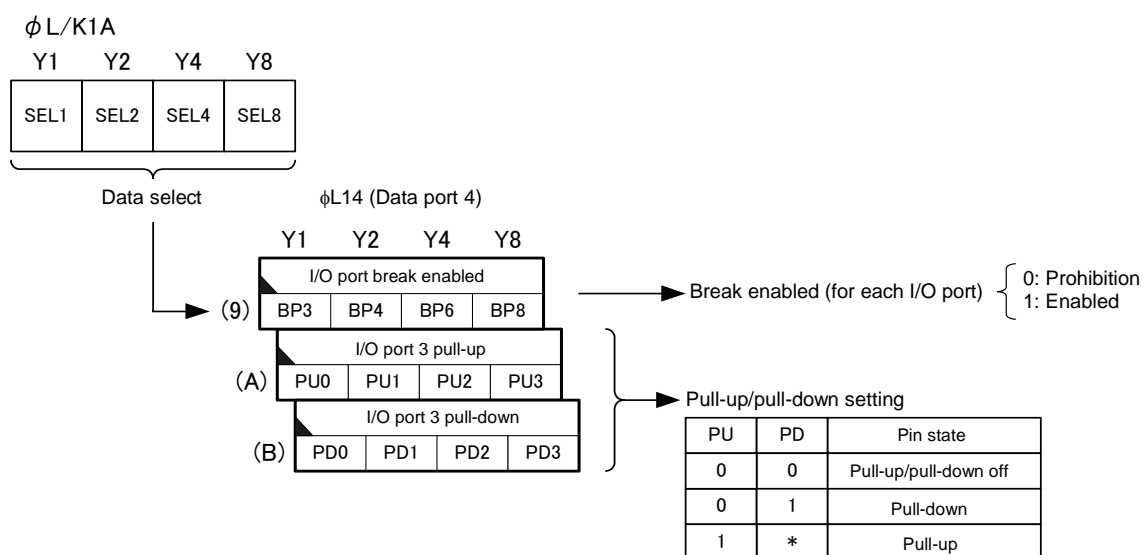 φL/K1A
Y1 Y2 Y4 Y8
SEL1 SEL2 SEL4 SEL8
Data select
φL14 (Data port 4)
Y1 Y2 Y4 Y8
I/O port break enabled
(9) BP3 BP4 BP6 BP8
Break enabled (for each I/O port)
0: Prohibition
1: Enabled
I/O port 3 pull-up
(A) PU0 PU1 PU2 PU3
I/O port 3 pull-down
(B) PD0 PD1 PD2 PD3
Pull-up/pull-down setting
PU PD Pin state
0 0 Pull-up/pull-down off
0 1 Pull-down
1 * Pull-up